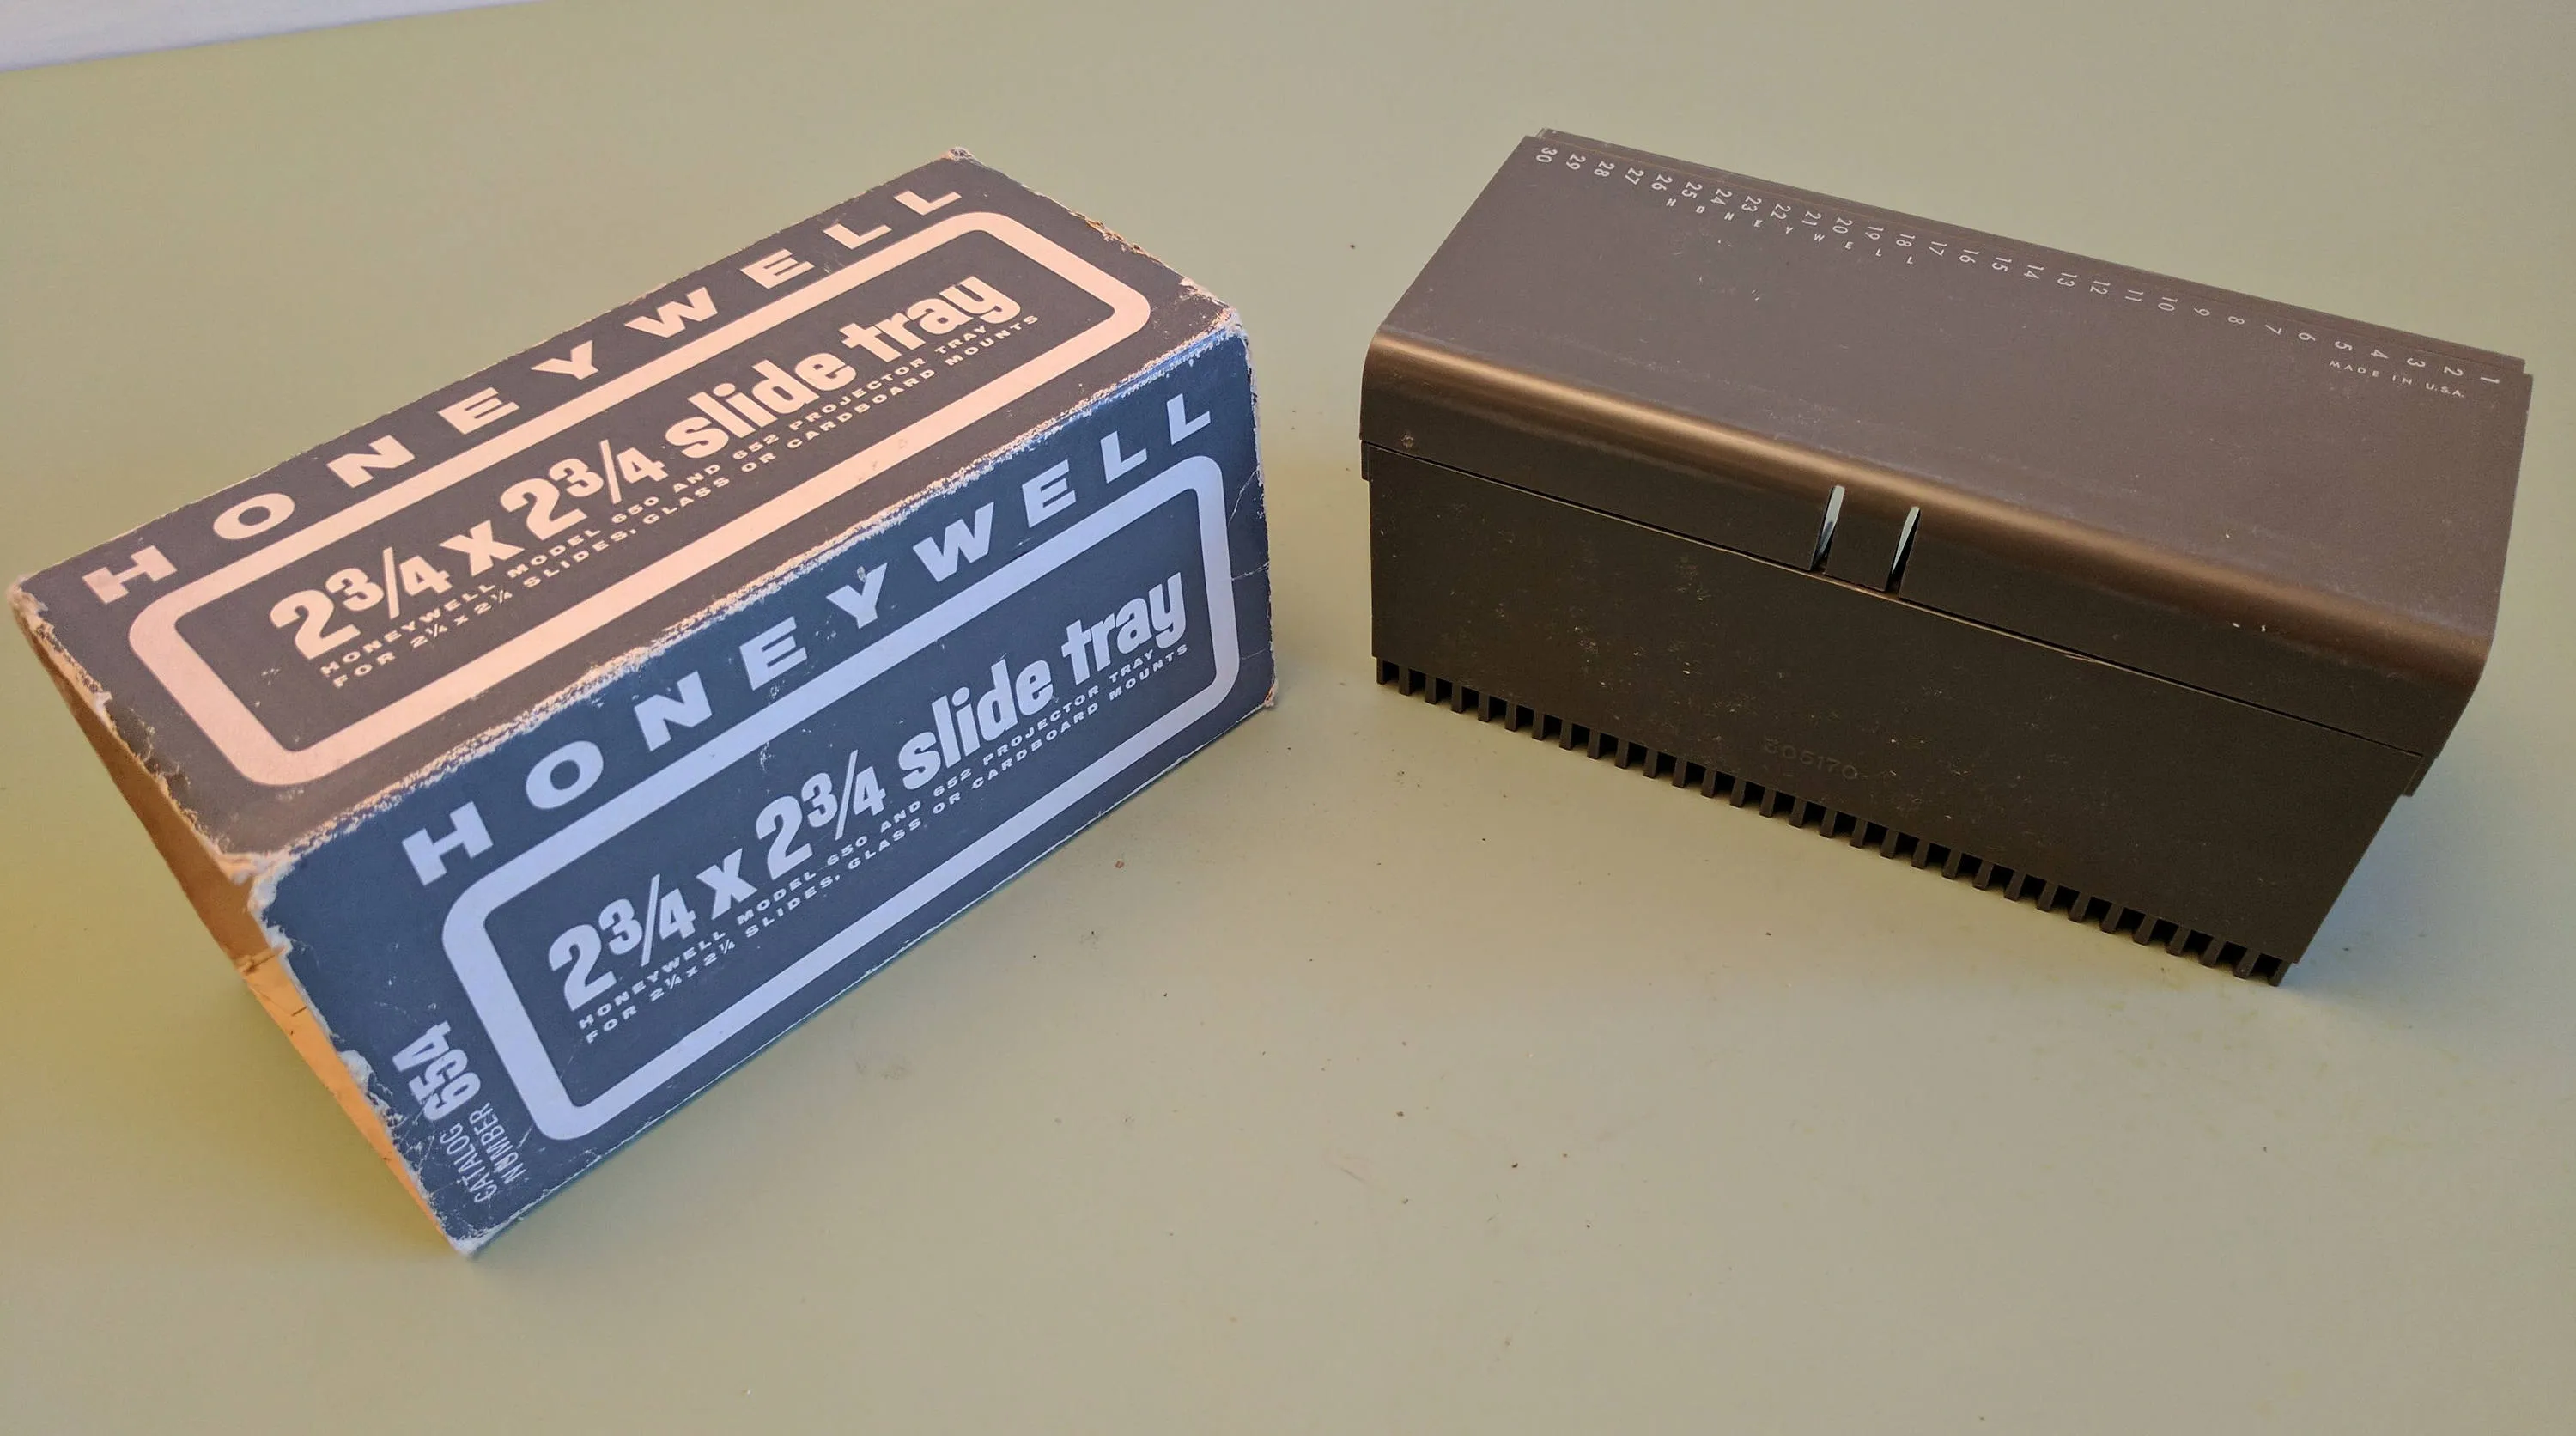 HONEYWELL
2¾ x 2¾ slide tray
HONEYWELL MODEL 650 AND 652 PROJECTOR TRAY
FOR 2¼ x 2¼ SLIDES, GLASS OR CARDBOARD MOUNTS
HONEYWELL
2¾ x 2¾ slide tray
HONEYWELL MODEL 650 AND 652 PROJECTOR TRAY
FOR 2¼ x 2¼ SLIDES, GLASS OR CARDBOARD MOUNTS
CATALOG NUMBER 654
30 29 28 27 26 25 24 23 22 21 20 19 18 17 16 15 14 13 12 11 10 9 8 7 6 5 4 3 2 1
HONEYWELL
MADE IN U.S.A.
205170